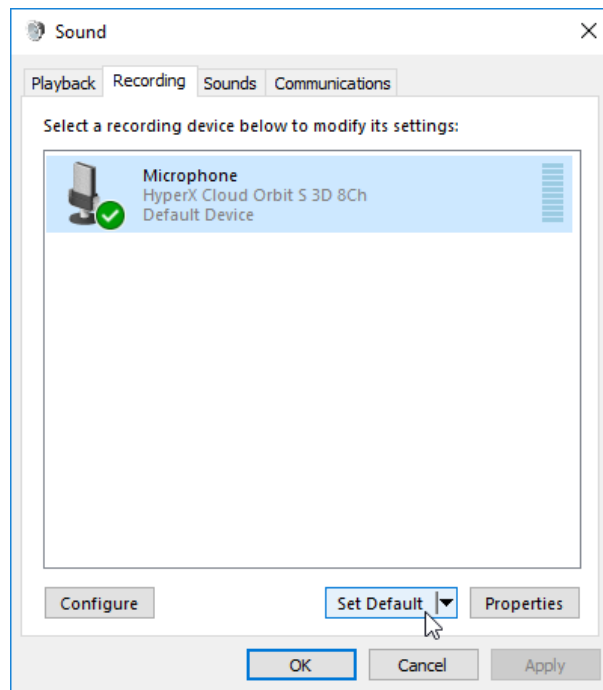 Sound
Playback Recording Sounds Communications
Select a recording device below to modify its settings:
Microphone
HyperX Cloud Orbit S 3D 8Ch
Default Device
Configure Set Default Properties
OK Cancel Apply